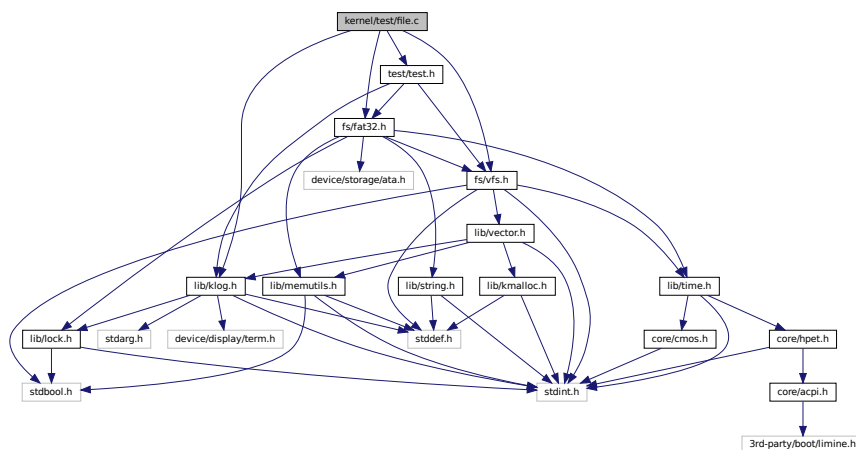 kernel/test/file.c
test/test.h
fs/fat32.h
device/storage/ata.h
fs/vfs.h
lib/vector.h
lib/klog.h
lib/memutils.h
lib/string.h
lib/kmalloc.h
lib/time.h
lib/lock.h
stdarg.h
device/display/term.h
stddef.h
core/cmos.h
core/hpet.h
stdbool.h
stdint.h
core/acpi.h
3rd-party/boot/limine.h